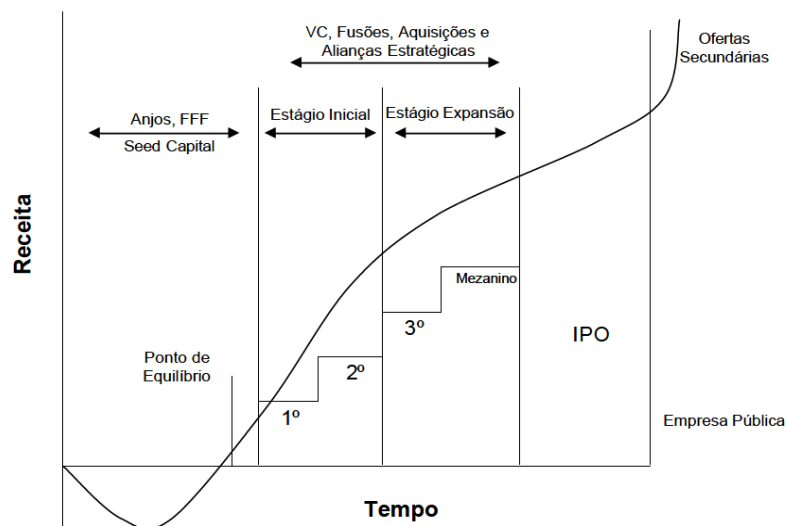 VC, Fusões, Aquisições e
Alianças Estratégicas
Ofertas
Secundárias
Anjos, FFF
Seed Capital
Estágio Inicial
Estágio Expansão
Receita
Mezanino
3º
IPO
Ponto de
Equilíbrio
2º
1º
Empresa Pública
Tempo